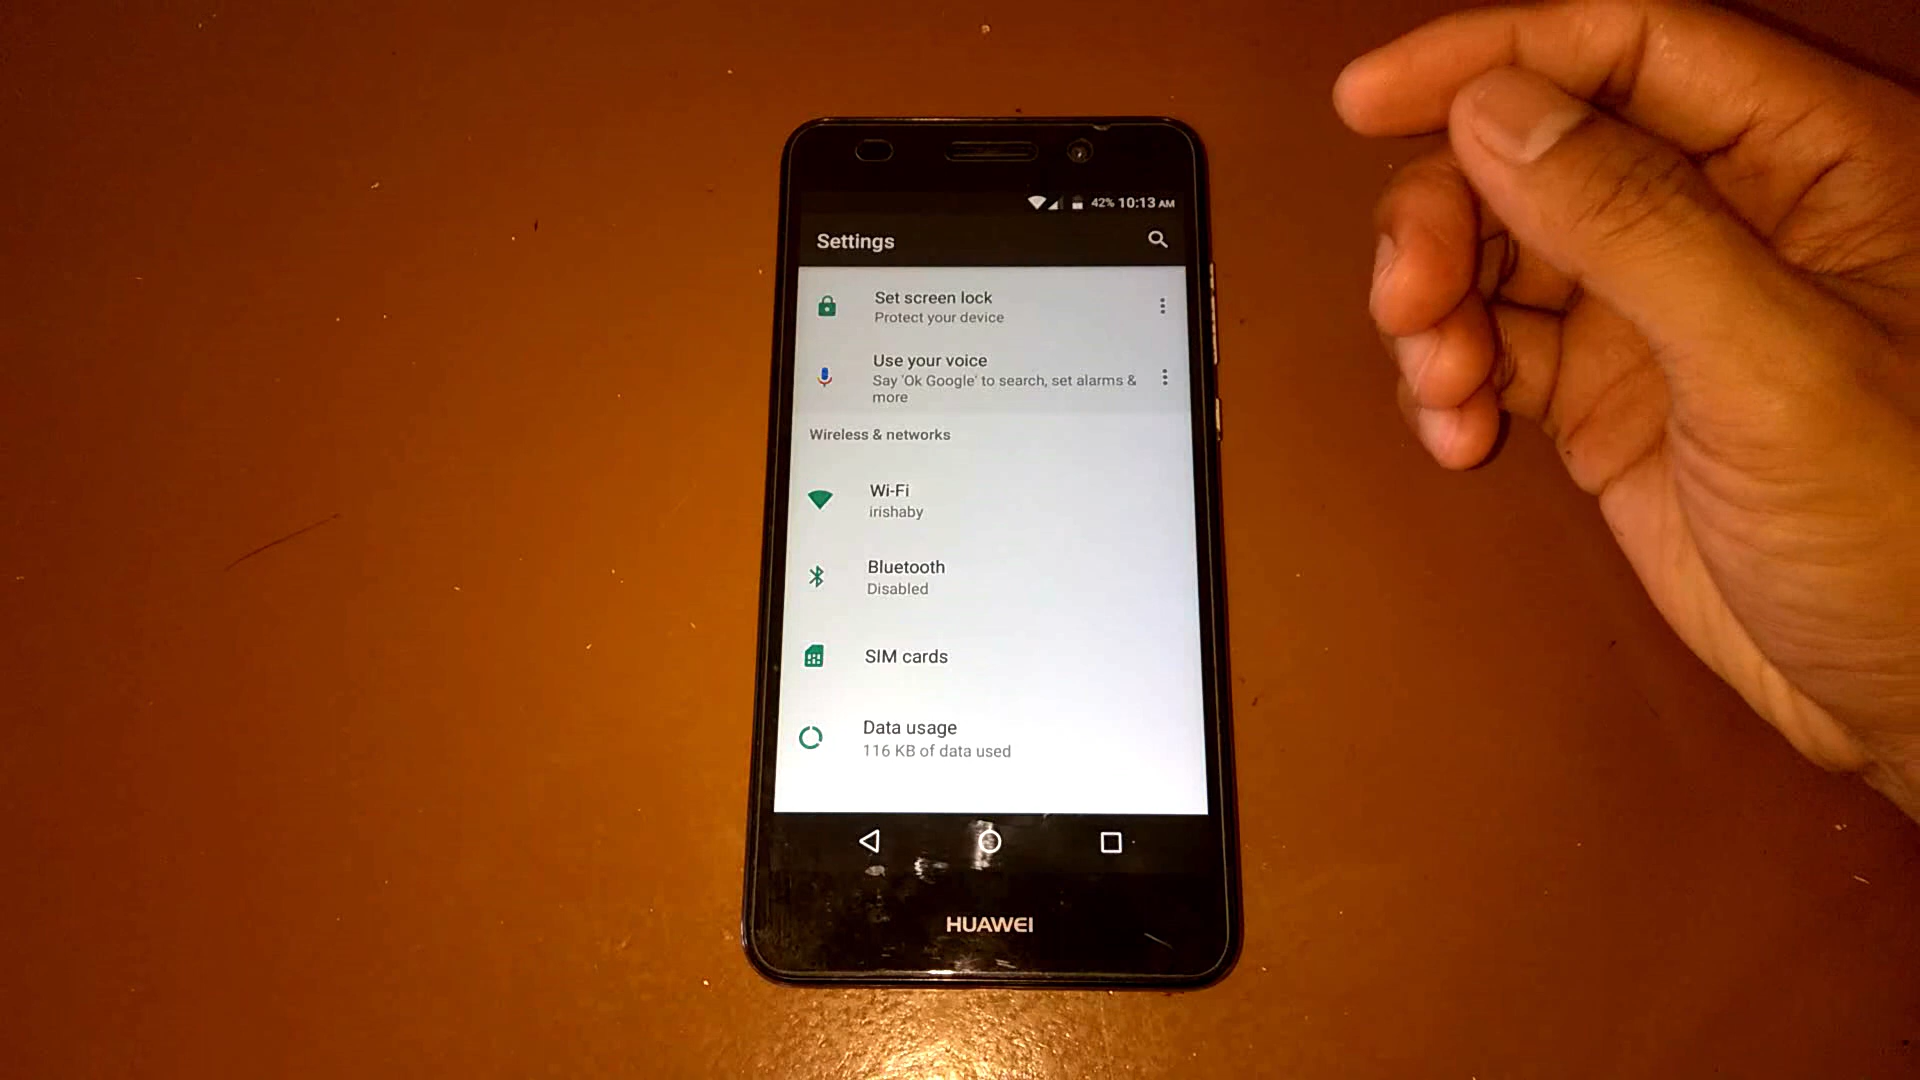 42% 10:13 AM
Settings
Set screen lock
Protect your device
Use your voice
Say 'Ok Google' to search, set alarms &
more
Wireless & networks
Wi-Fi
irishaby
Bluetooth
Disabled
SIM cards
Data usage
116 KB of data used
HUAWEI